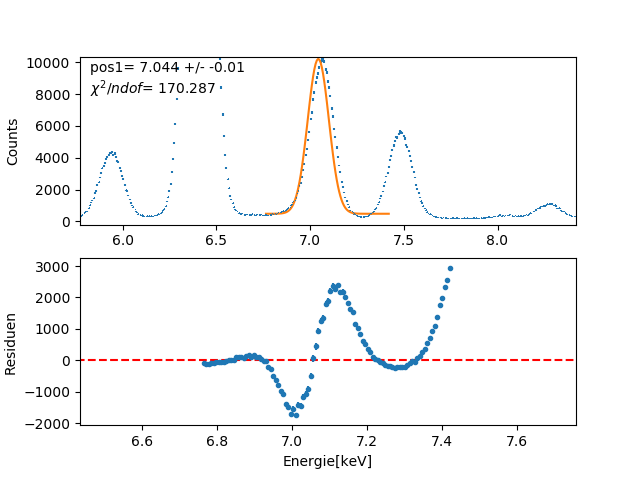 pos1= 7.044 +/- -0.01
χ²/ndof= 170.287
10000
8000
6000
4000
2000
0
Counts
6.0 6.5 7.0 7.5 8.0
3000
2000
1000
0
−1000
−2000
Residuen
6.6 6.8 7.0 7.2 7.4 7.6
Energie[keV]